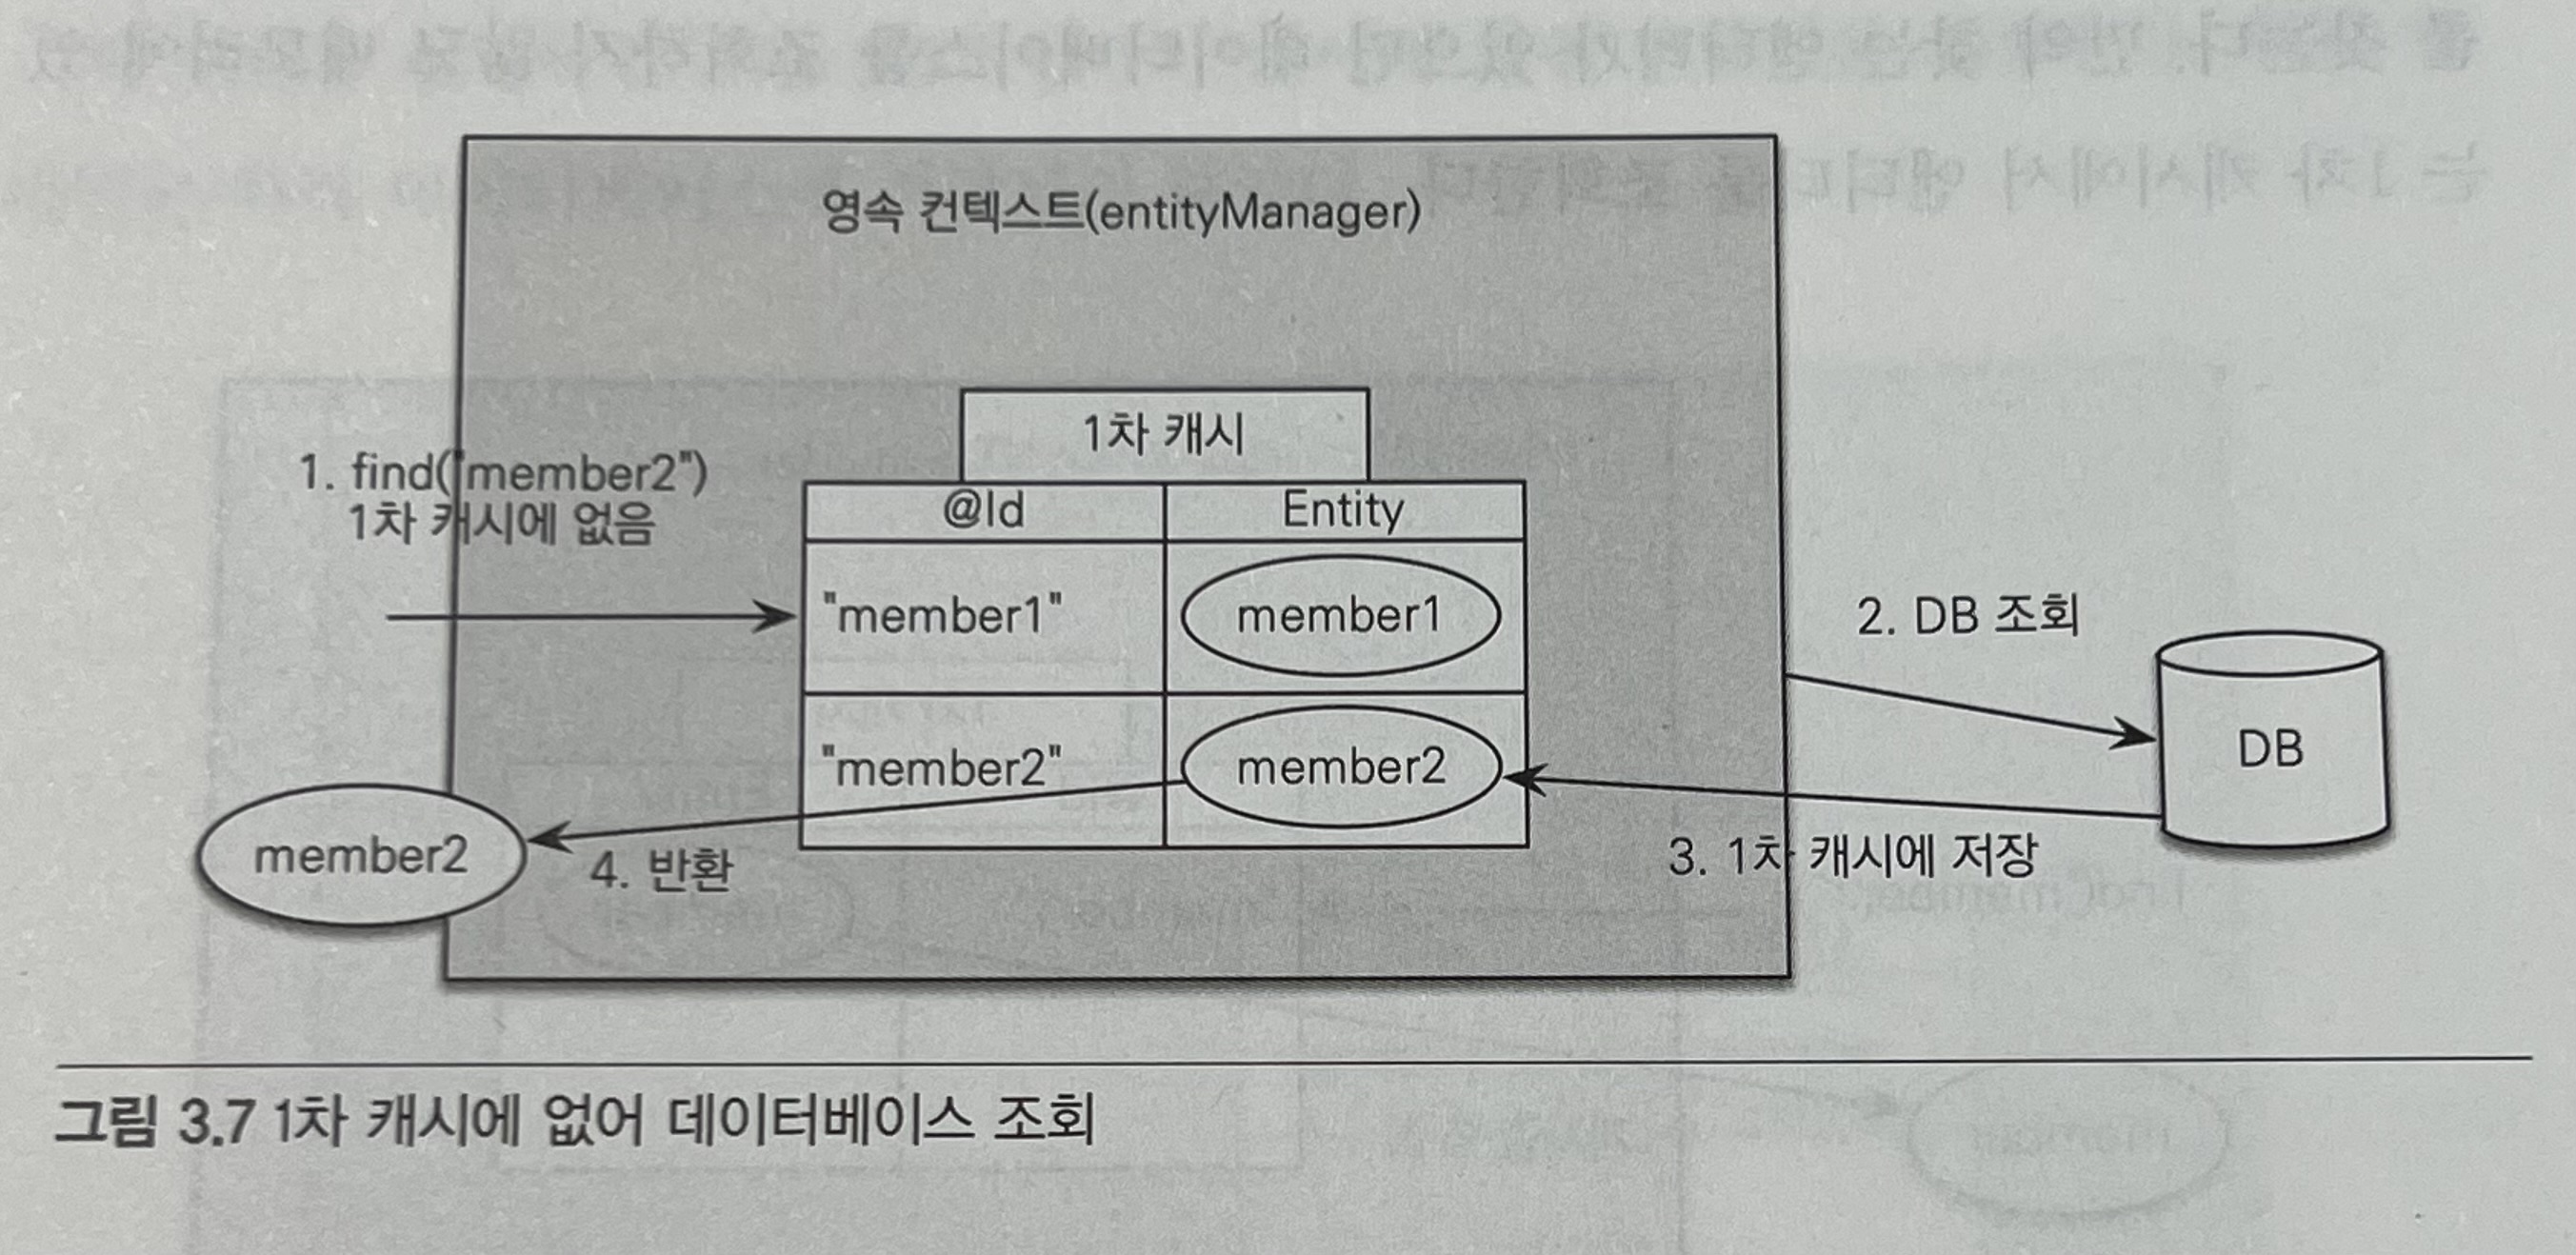 영속 컨텍스트(entityManager)
1차 캐시
1. find("member2")
1차 캐시에 없음
@Id
Entity
"member1"
member1
2. DB 조회
"member2"
member2
DB
member2
4. 반환
3. 1차 캐시에 저장
그림 3.7 1차 캐시에 없어 데이터베이스 조회